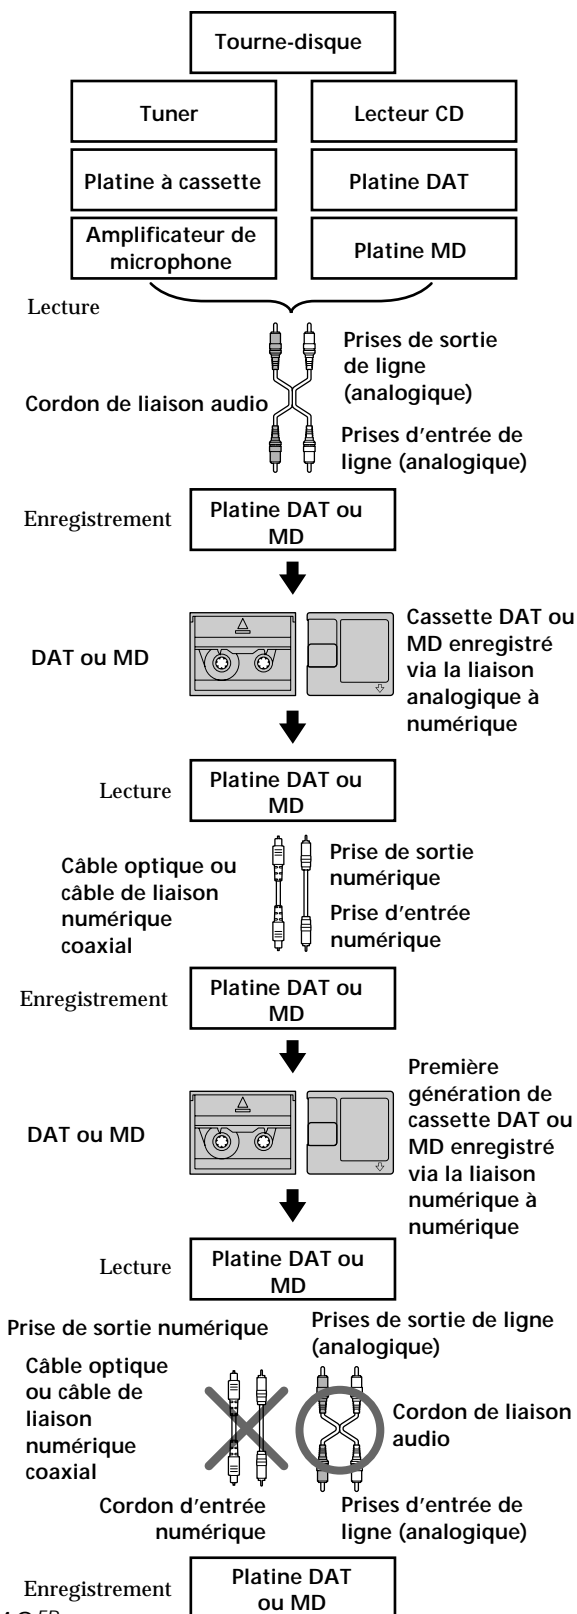 Tourne-disque
Tuner
Lecteur CD
Platine à cassette
Platine DAT
Amplificateur de
microphone
Platine MD
Lecture
Prises de sortie
de ligne
(analogique)
Cordon de liaison audio
Prises d'entrée de
ligne (analogique)
Enregistrement
Platine DAT ou
MD
DAT ou MD
Cassette DAT ou
MD enregistré
via la liaison
analogique à
numérique
Lecture
Platine DAT ou
MD
Câble optique ou
câble de liaison
numérique
coaxial
Prise de sortie
numérique
Prise d'entrée
numérique
Enregistrement
Platine DAT ou
MD
DAT ou MD
Première
génération de
cassette DAT ou
MD enregistré
via la liaison
numérique à
numérique
Lecture
Platine DAT ou
MD
Prise de sortie numérique
Prises de sortie de ligne
(analogique)
Câble optique
ou câble de
liaison
numérique
coaxial
Cordon de liaison
audio
Cordon d'entrée
numérique
Prises d'entrée de
ligne (analogique)
Enregistrement
Platine DAT
ou MD